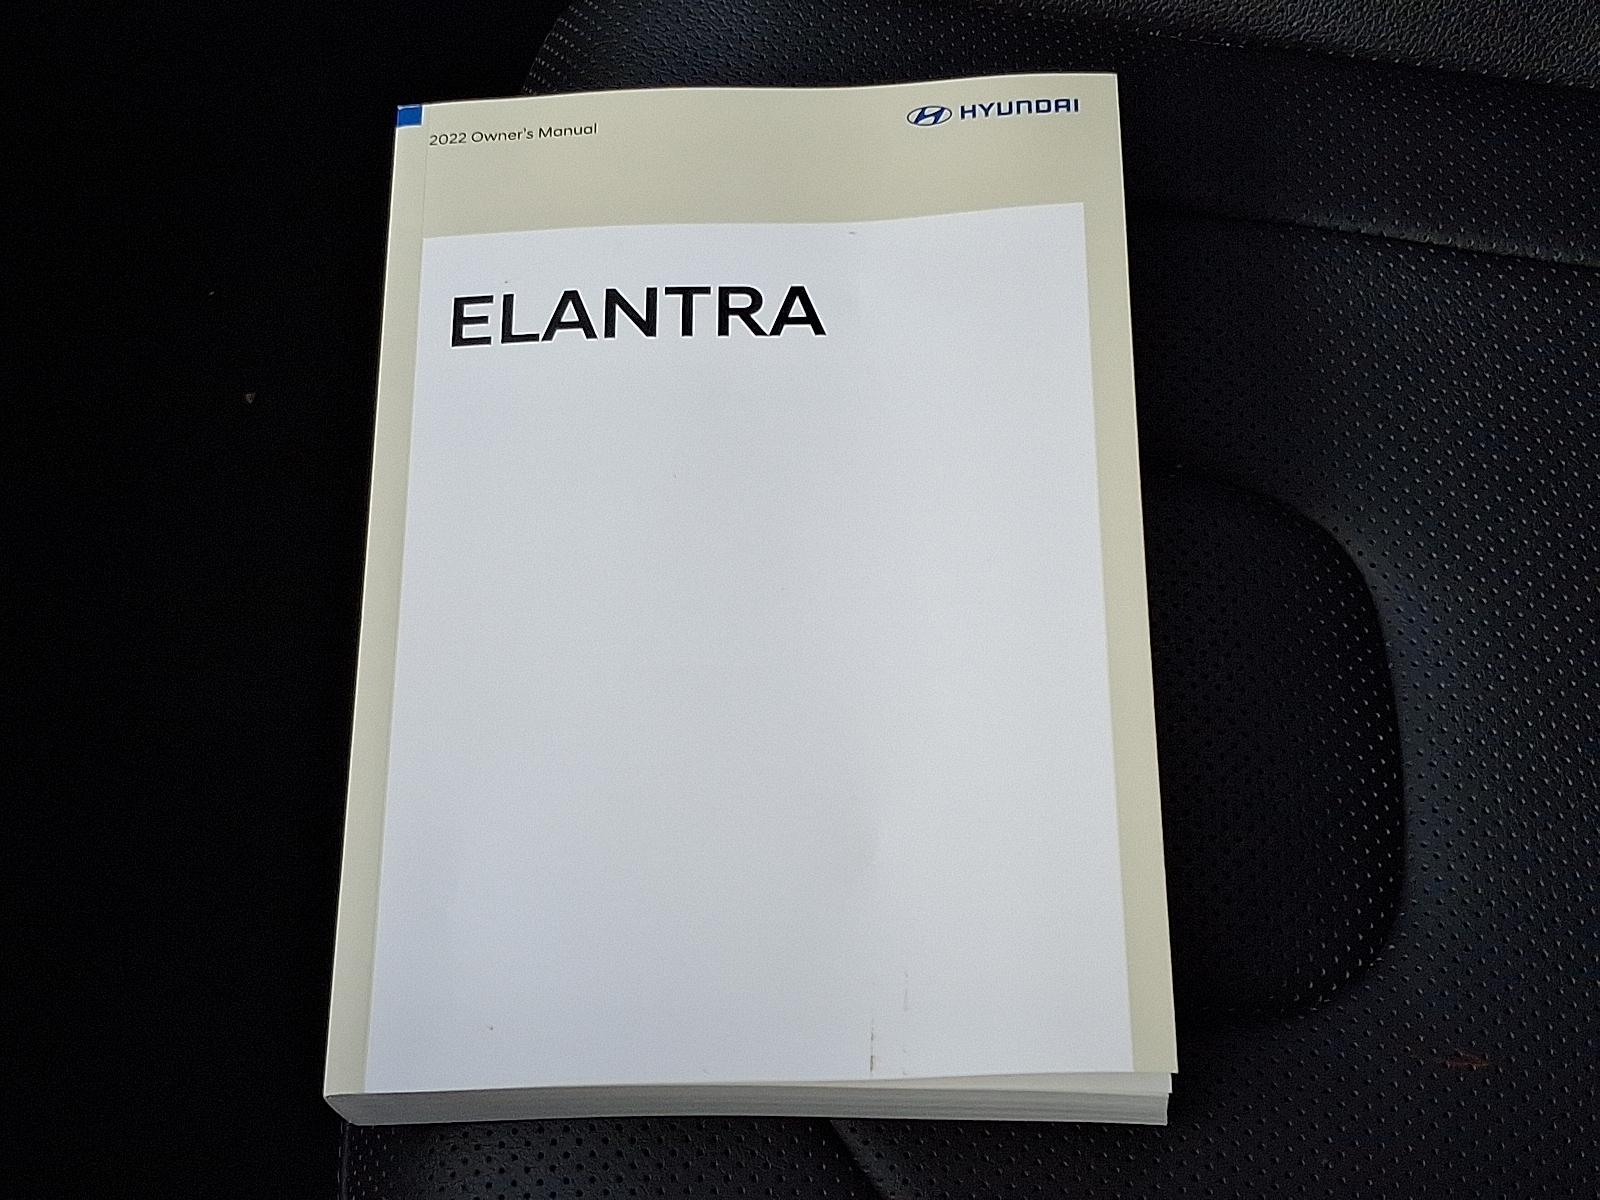 2022 Owner's Manual
HYUNDAI
ELANTRA